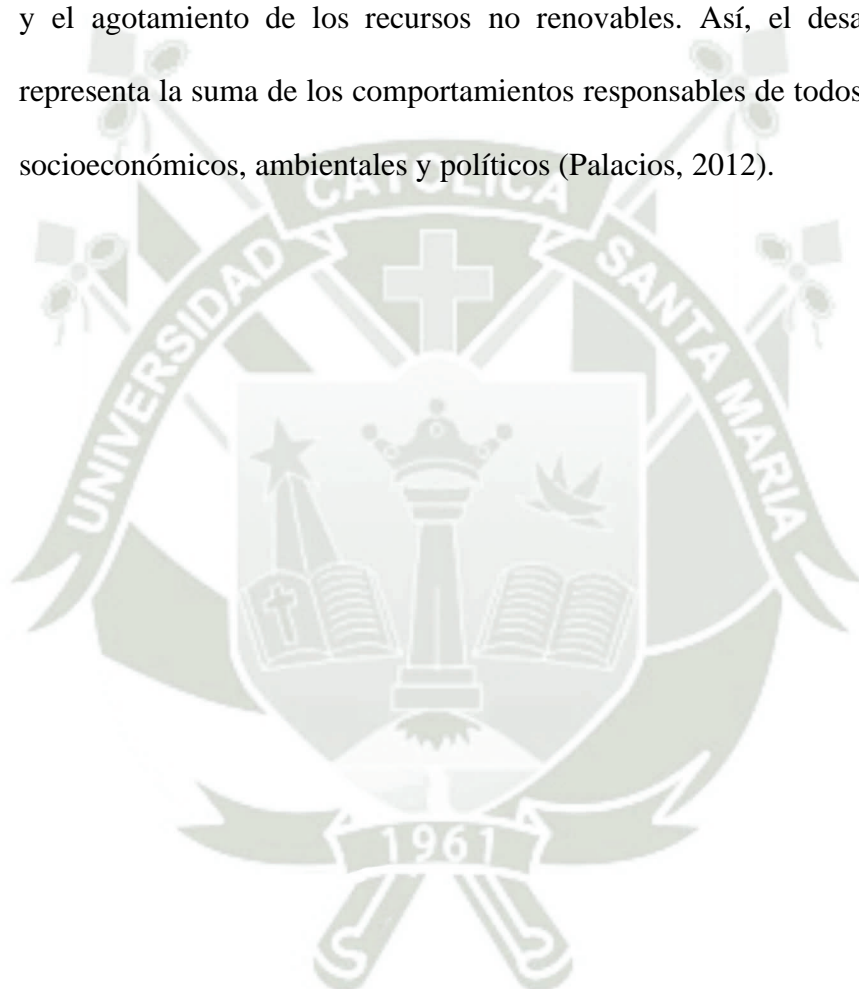 y el agotamiento de los recursos no renovables. Así, el desa
representa la suma de los comportamientos responsables de todos
socioeconómicos, ambientales y políticos (Palacios, 2012).
UNIVERSIDAD
CATOLICA
SANTA MARIA
1961